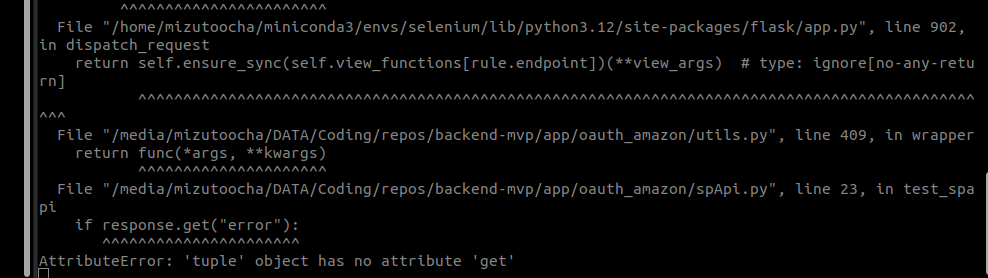 ^^^^^^^^^^^^^^^^^^^^^^^
File "/home/mizutoocha/miniconda3/envs/selenium/lib/python3.12/site-packages/flask/app.py", line 902,
in dispatch_request
return self.ensure_sync(self.view_functions[rule.endpoint])(**view_args)  # type: ignore[no-any-retu
rn]
^^^^^^^^^^^^^^^^^^^^^^^^^^^^^^^^^^^^^^^^^^^^^^^^^^^^^^^^^^^^^^^^^^^^^^^^^^^^^^^^^^^^^^^^^^^^^
^^^
File "/media/mizutoocha/DATA/Coding/repos/backend-mvp/app/oauth_amazon/utils.py", line 409, in wrapper
return func(*args, **kwargs)
^^^^^^^^^^^^^^^^^^^^^
File "/media/mizutoocha/DATA/Coding/repos/backend-mvp/app/oauth_amazon/spApi.py", line 23, in test_spa
pi
if response.get("error"):
^^^^^^^^^^^^^^^^^^^^^^
AttributeError: 'tuple' object has no attribute 'get'